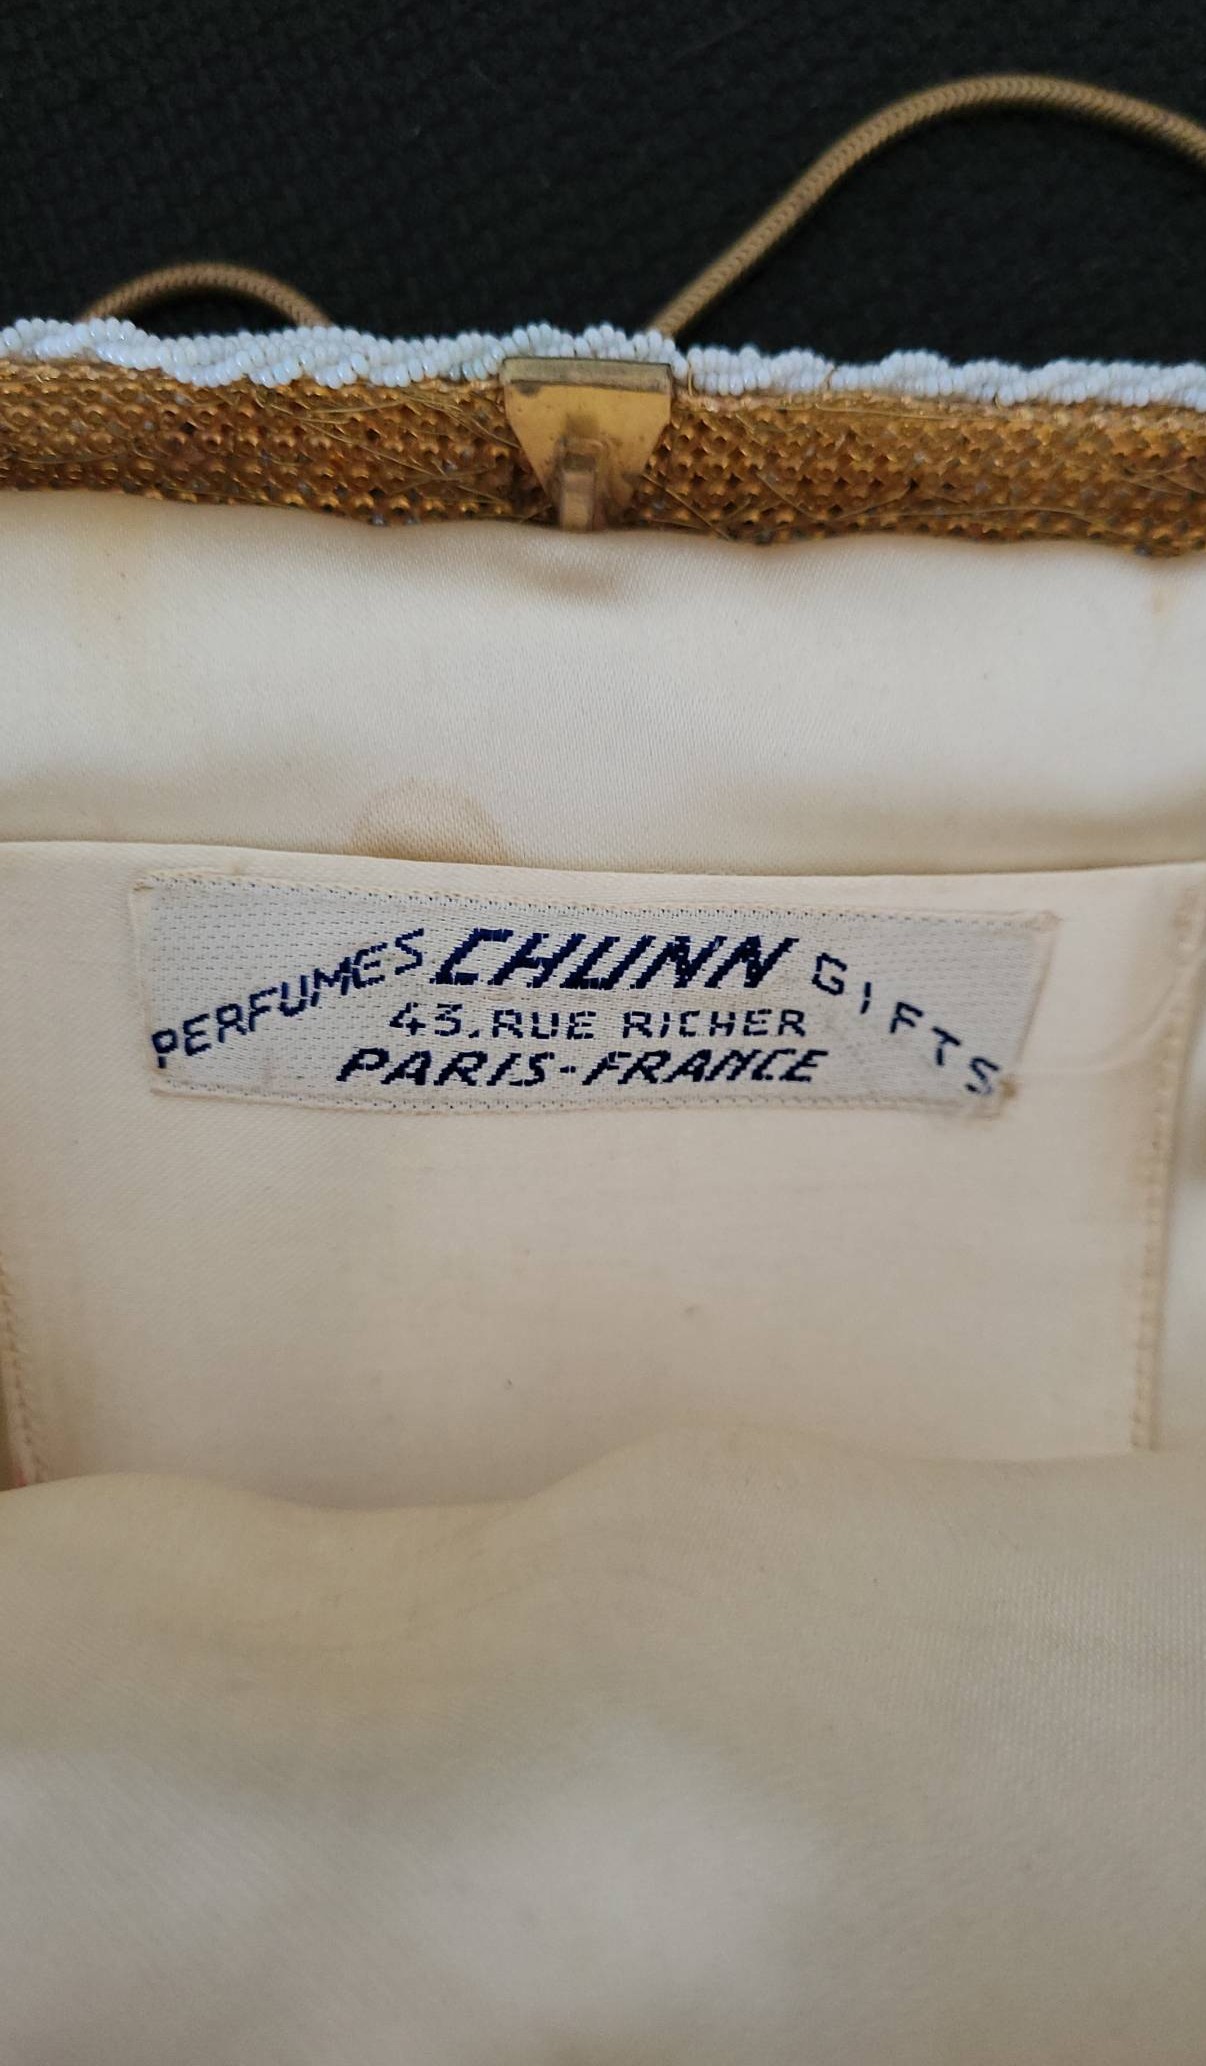 PERFUMES CHUNN GIFTS
43, RUE RICHER
PARIS-FRANCE